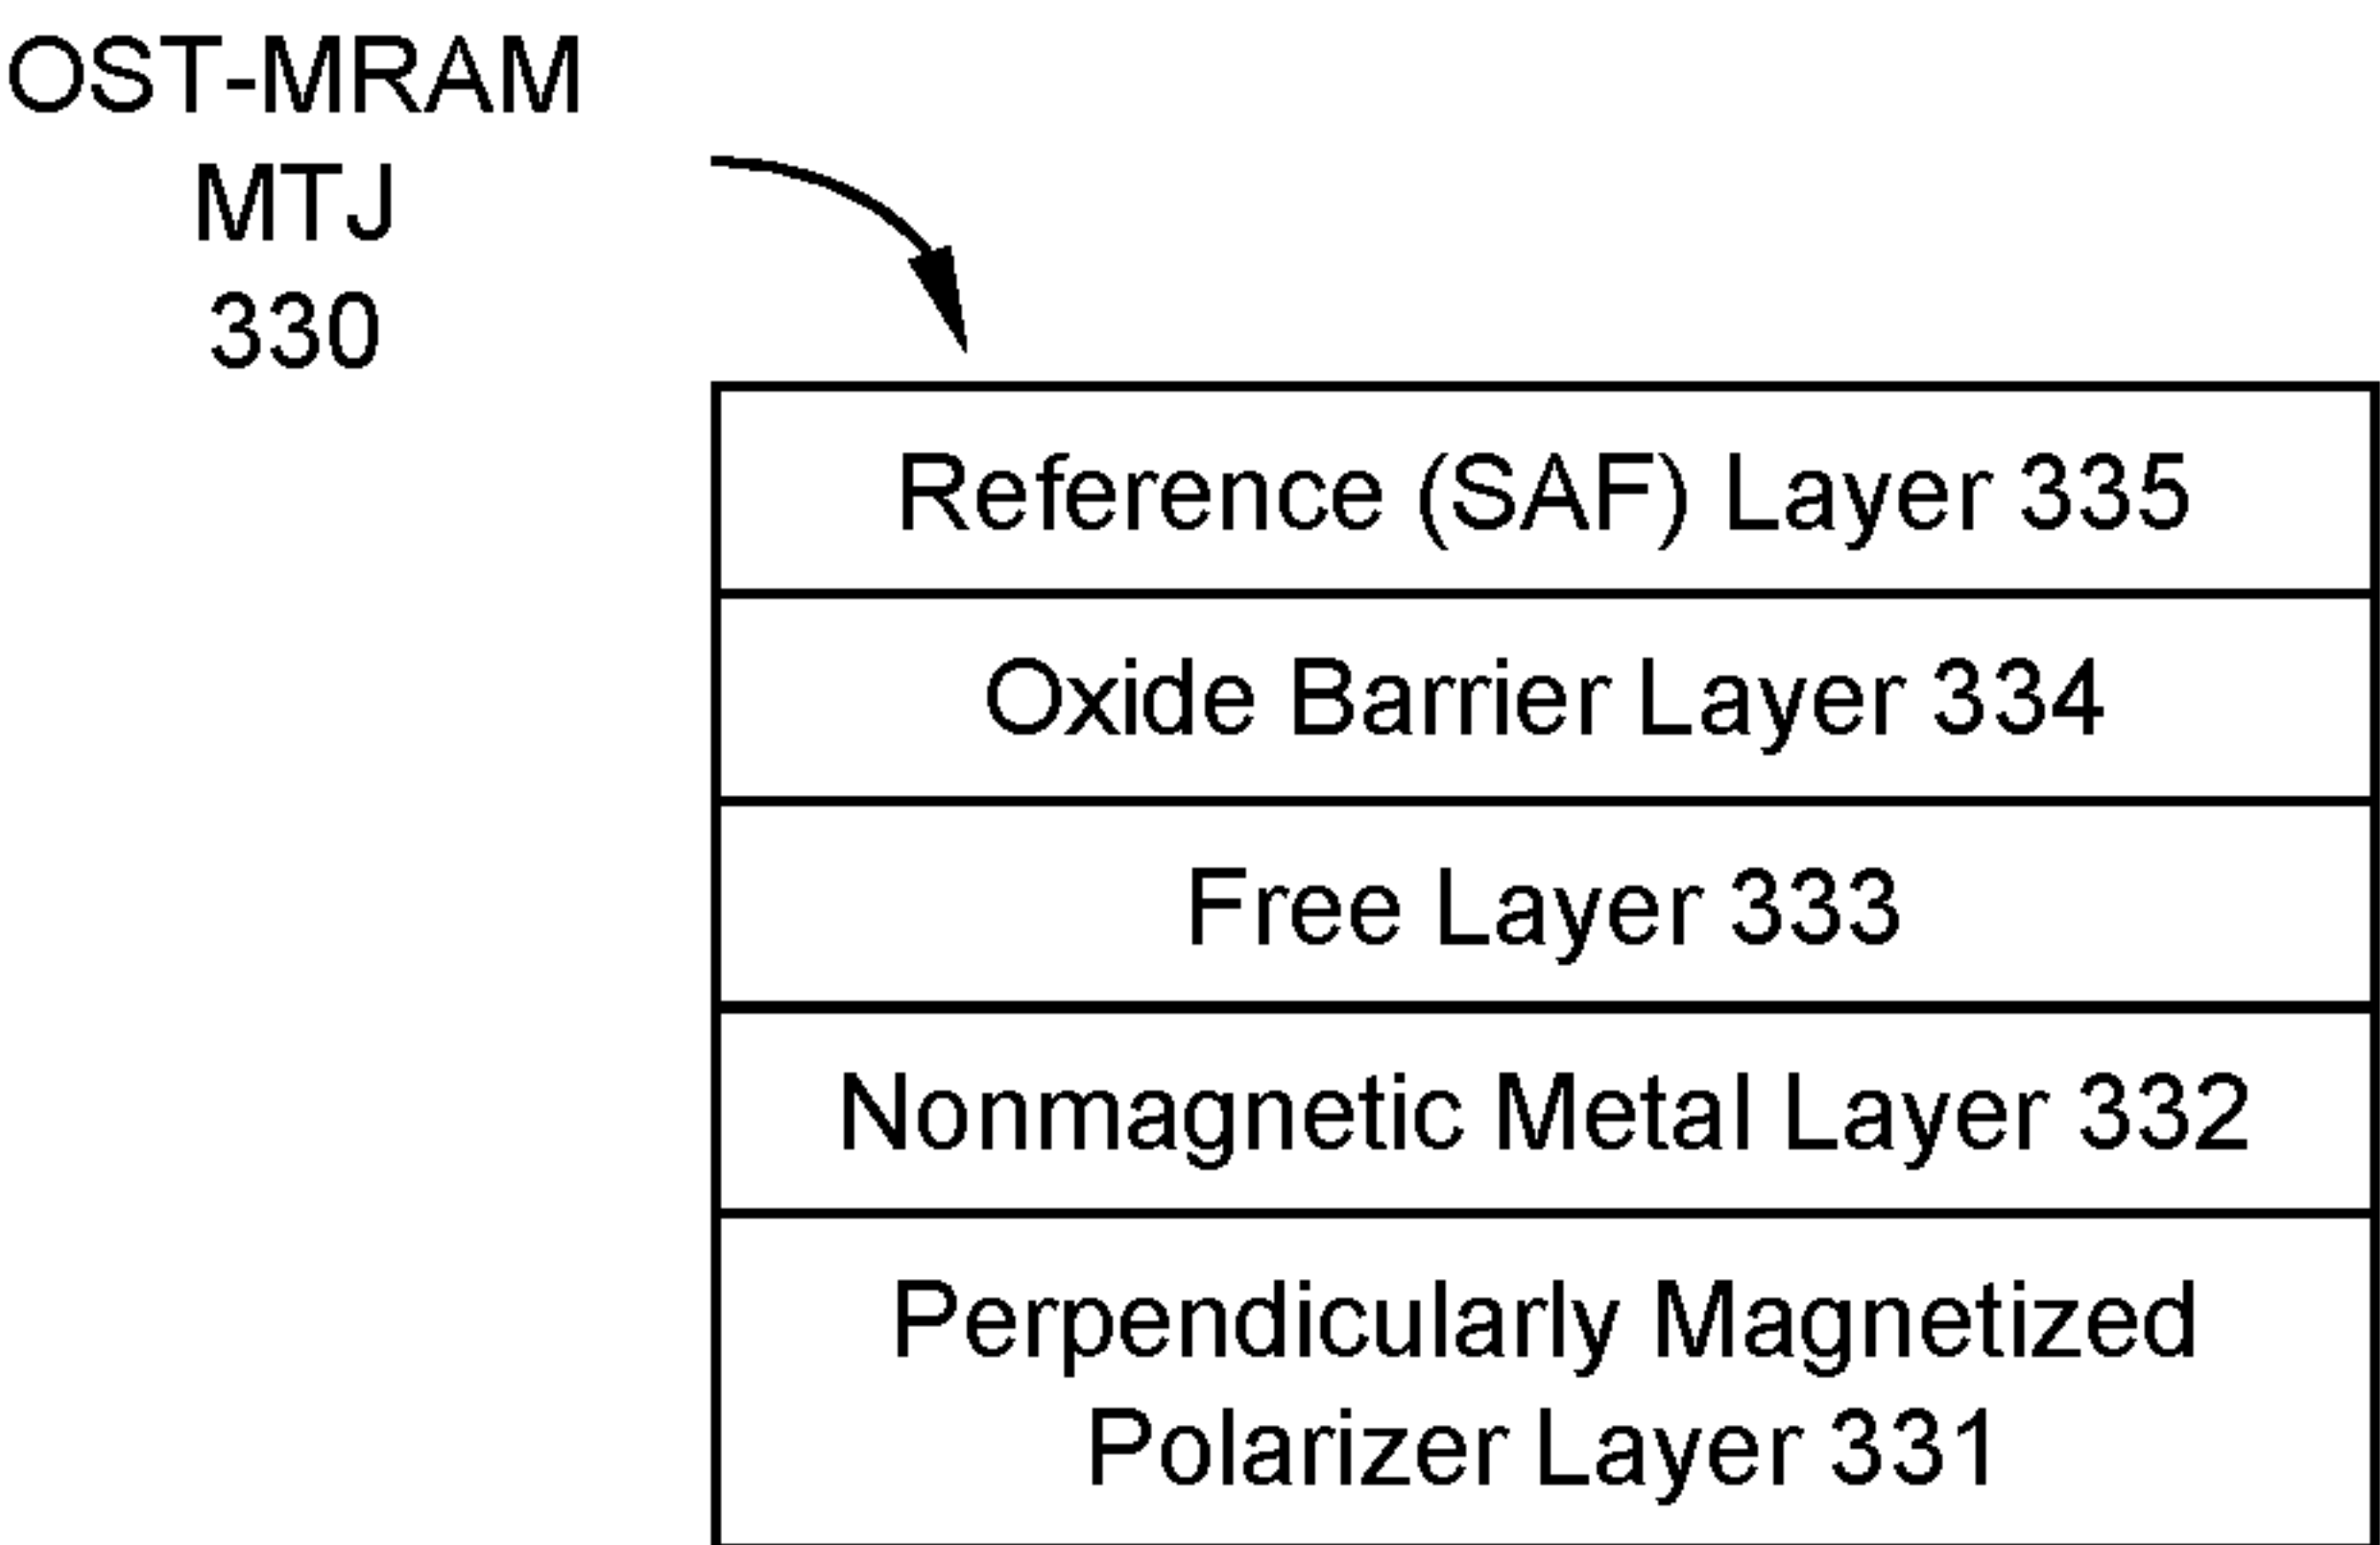 OST-MRAM
MTJ
330
Reference (SAF) Layer 335
Oxide Barrier Layer 334
Free Layer 333
Nonmagnetic Metal Layer 332
Perpendicularly Magnetized
Polarizer Layer 331